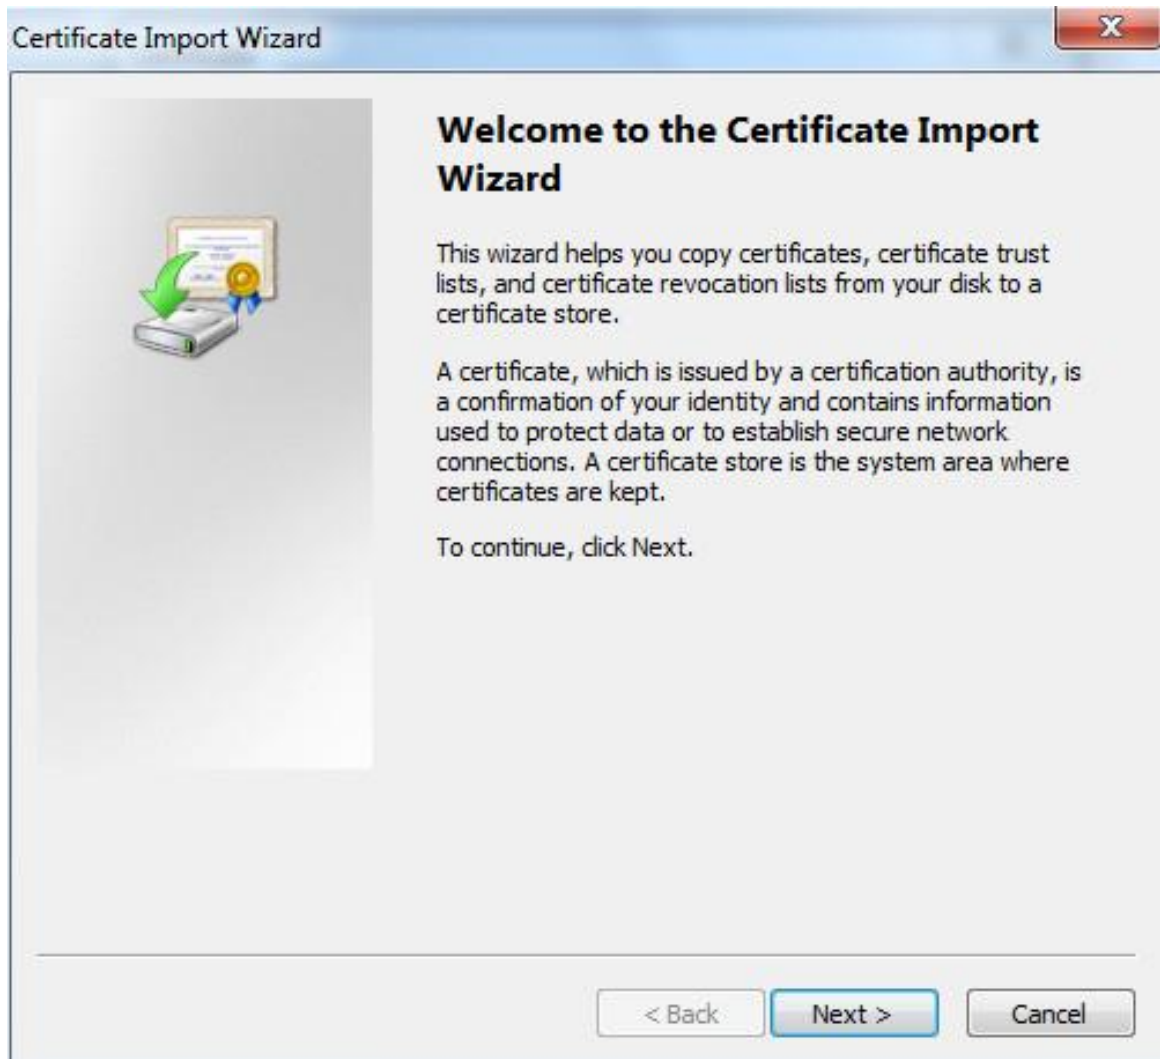 Certificate Import Wizard
X
Welcome to the Certificate Import
Wizard
This wizard helps you copy certificates, certificate trust
lists, and certificate revocation lists from your disk to a
certificate store.
A certificate, which is issued by a certification authority, is
a confirmation of your identity and contains information
used to protect data or to establish secure network
connections. A certificate store is the system area where
certificates are kept.
To continue, click Next.
< Back Next > Cancel